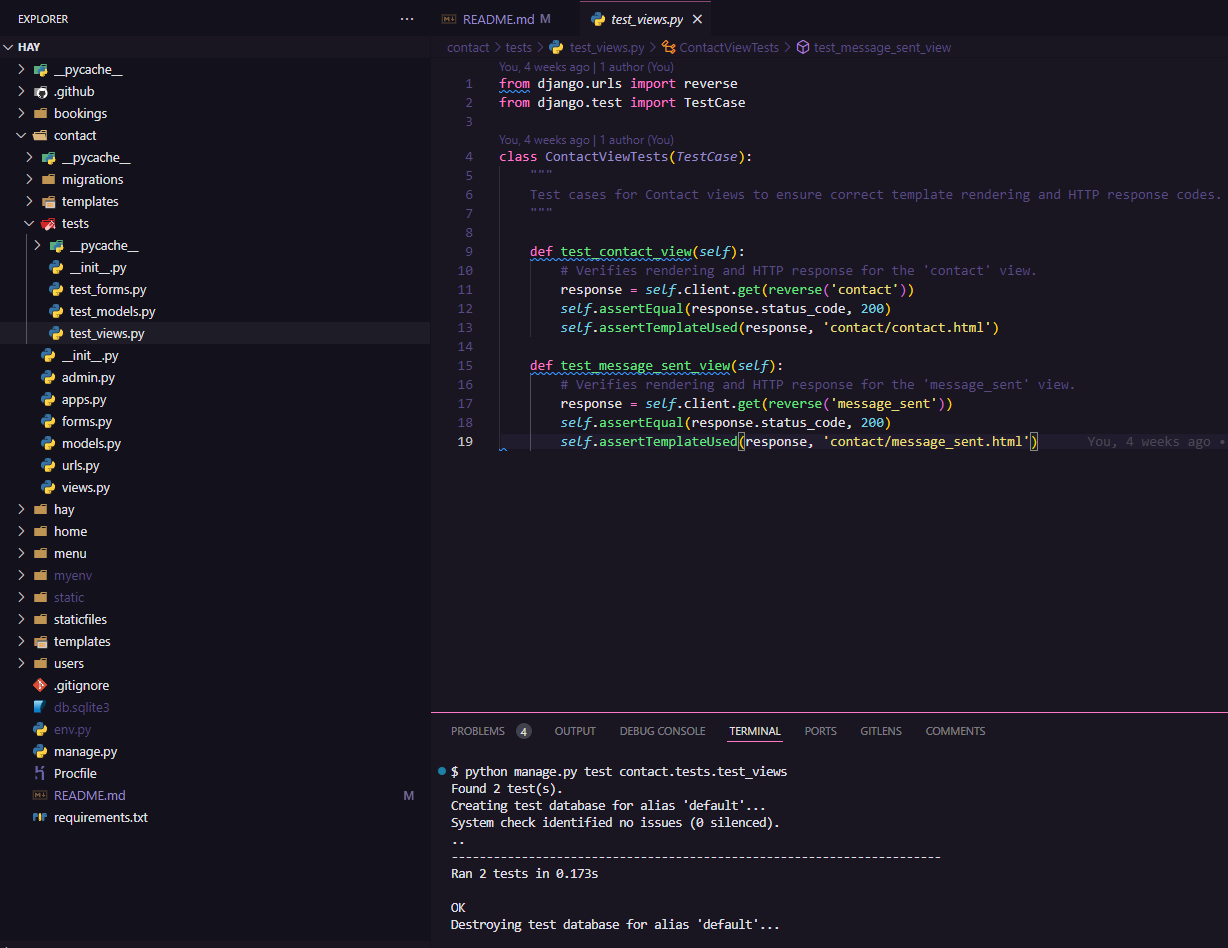 EXPLORER
HAY
__pycache__
.github
bookings
contact
__pycache__
migrations
templates
tests
__pycache__
__init__.py
test_forms.py
test_models.py
test_views.py
__init__.py
admin.py
apps.py
forms.py
models.py
urls.py
views.py
hay
home
menu
myenv
static
staticfiles
templates
users
.gitignore
db.sqlite3
env.py
manage.py
Procfile
README.md M
requirements.txt
README.md M test_views.py
contact > tests > test_views.py > ContactViewTests > test_message_sent_view
You, 4 weeks ago | 1 author (You)
1 from django.urls import reverse
2 from django.test import TestCase
3
You, 4 weeks ago | 1 author (You)
4 class ContactViewTests(TestCase):
5 """
6 Test cases for Contact views to ensure correct template rendering and HTTP response codes.
7 """
8
9 def test_contact_view(self):
10 # Verifies rendering and HTTP response for the 'contact' view.
11 response = self.client.get(reverse('contact'))
12 self.assertEqual(response.status_code, 200)
13 self.assertTemplateUsed(response, 'contact/contact.html')
14
15 def test_message_sent_view(self):
16 # Verifies rendering and HTTP response for the 'message_sent' view.
17 response = self.client.get(reverse('message_sent'))
18 self.assertEqual(response.status_code, 200)
19 self.assertTemplateUsed(response, 'contact/message_sent.html') You, 4 weeks ago •
PROBLEMS 4 OUTPUT DEBUG CONSOLE TERMINAL PORTS GITLENS COMMENTS
$ python manage.py test contact.tests.test_views
Found 2 test(s).
Creating test database for alias 'default'...
System check identified no issues (0 silenced).
..
----------------------------------------------------------------------
Ran 2 tests in 0.173s
OK
Destroying test database for alias 'default'...